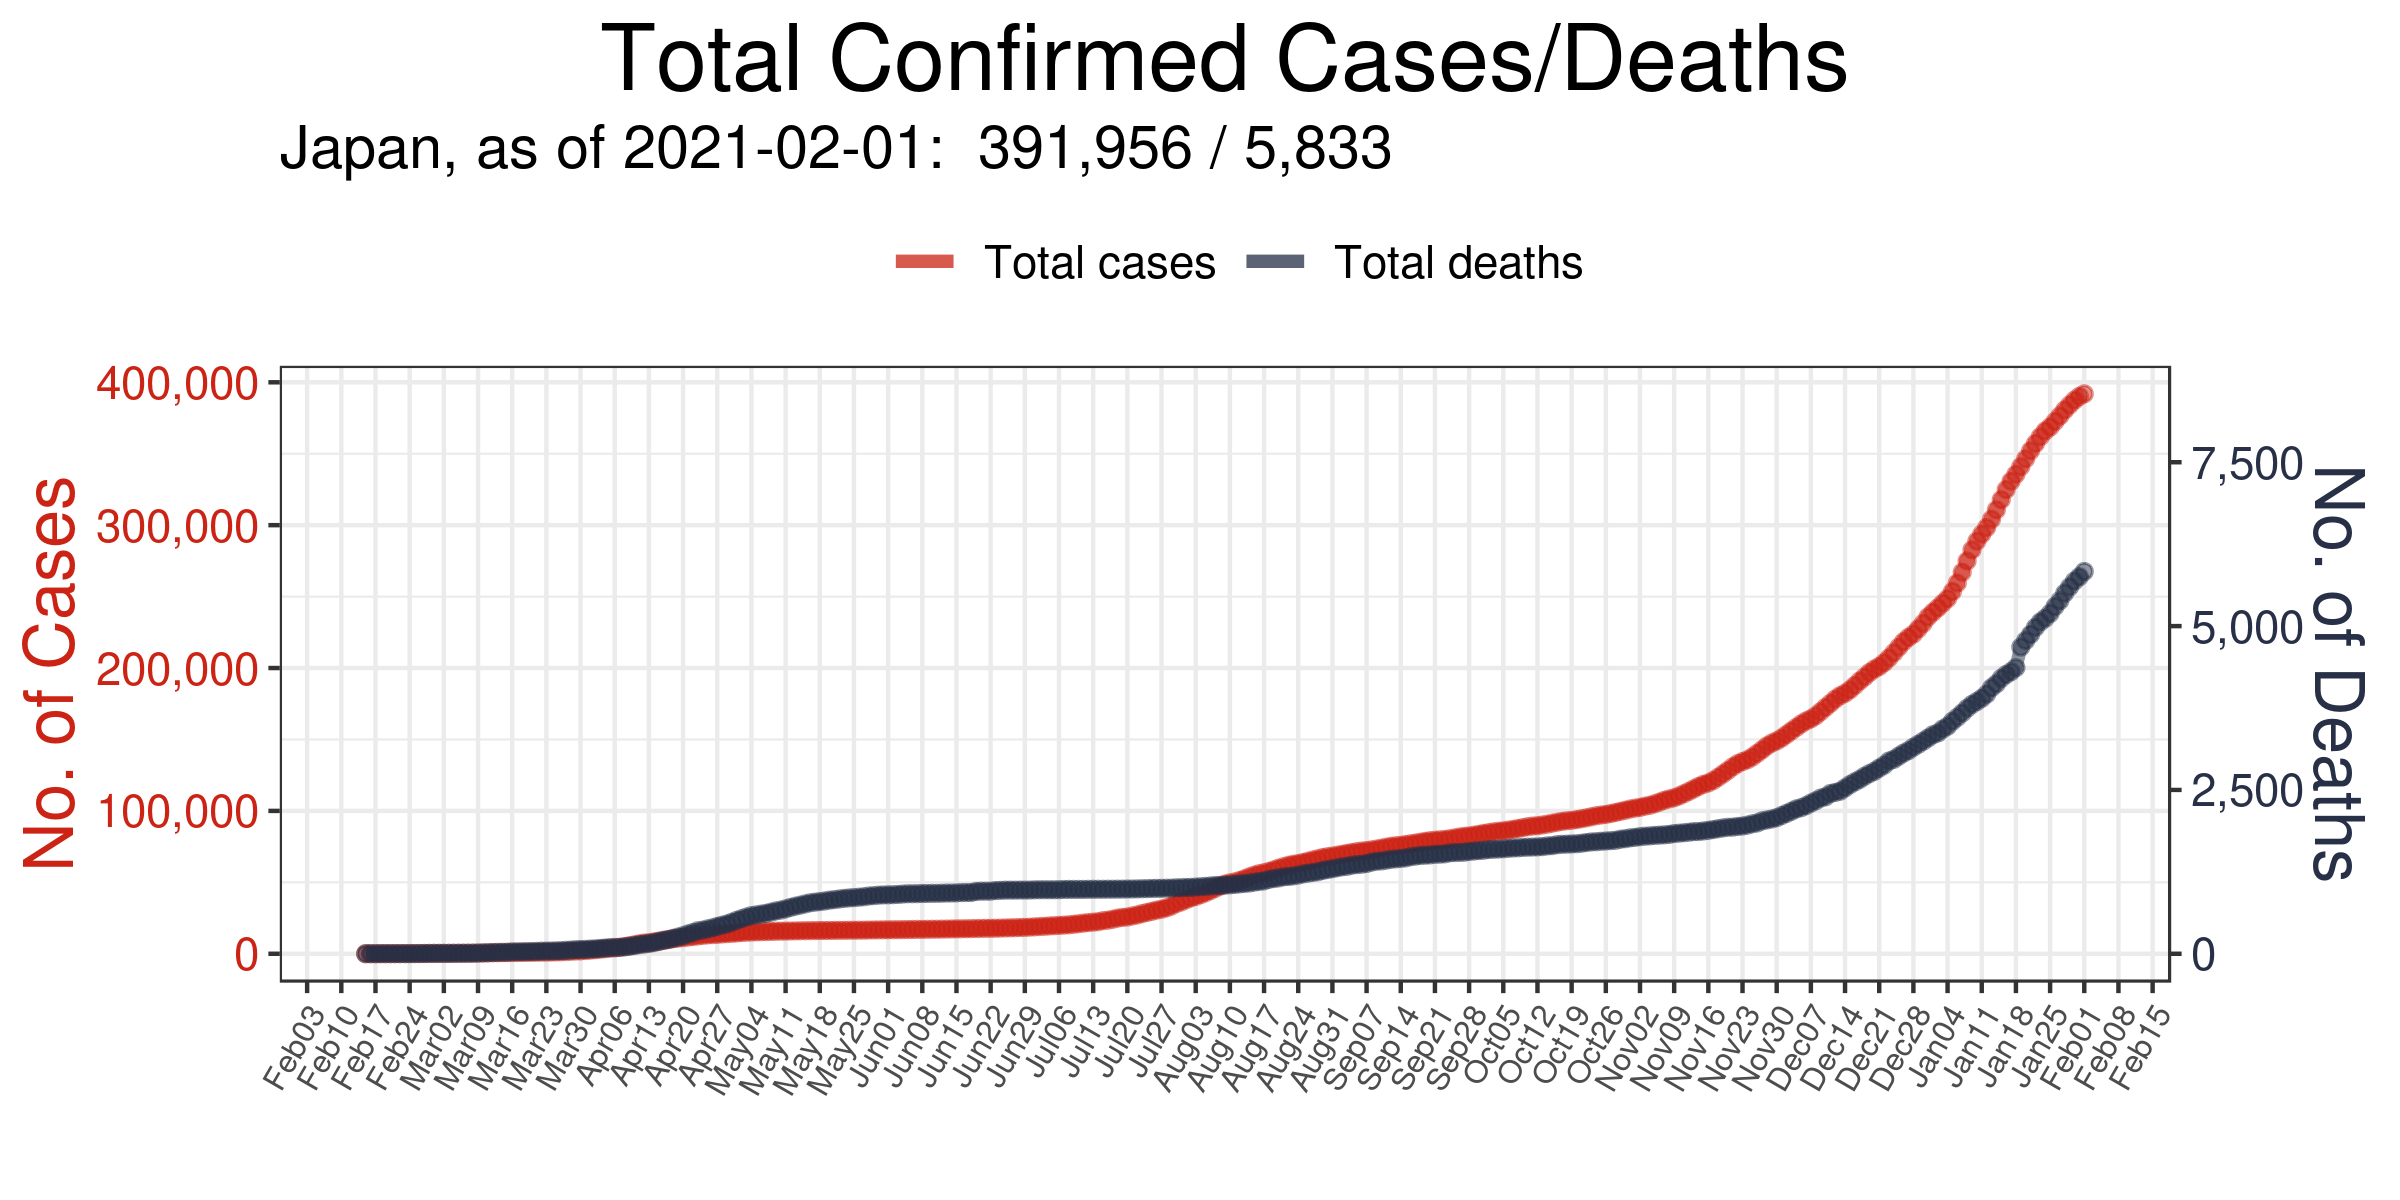 Total Confirmed Cases/Deaths
Japan, as of 2021-02-01: 391,956 / 5,833
Total cases
Total deaths
No. of Cases
400,000
300,000
200,000
100,000
0
7,500
5,000
2,500
0
No. of Deaths
Feb03
Feb10
Feb17
Feb24
Mar02
Mar09
Mar16
Mar23
Mar30
Apr06
Apr13
Apr20
Apr27
May04
May11
May18
May25
Jun01
Jun08
Jun15
Jun22
Jun29
Jul06
Jul13
Jul20
Jul27
Aug03
Aug10
Aug17
Aug24
Aug31
Sep07
Sep14
Sep21
Sep28
Oct05
Oct12
Oct19
Oct26
Nov02
Nov09
Nov16
Nov23
Nov30
Dec07
Dec14
Dec21
Dec28
Jan04
Jan11
Jan18
Jan25
Feb01
Feb08
Feb15